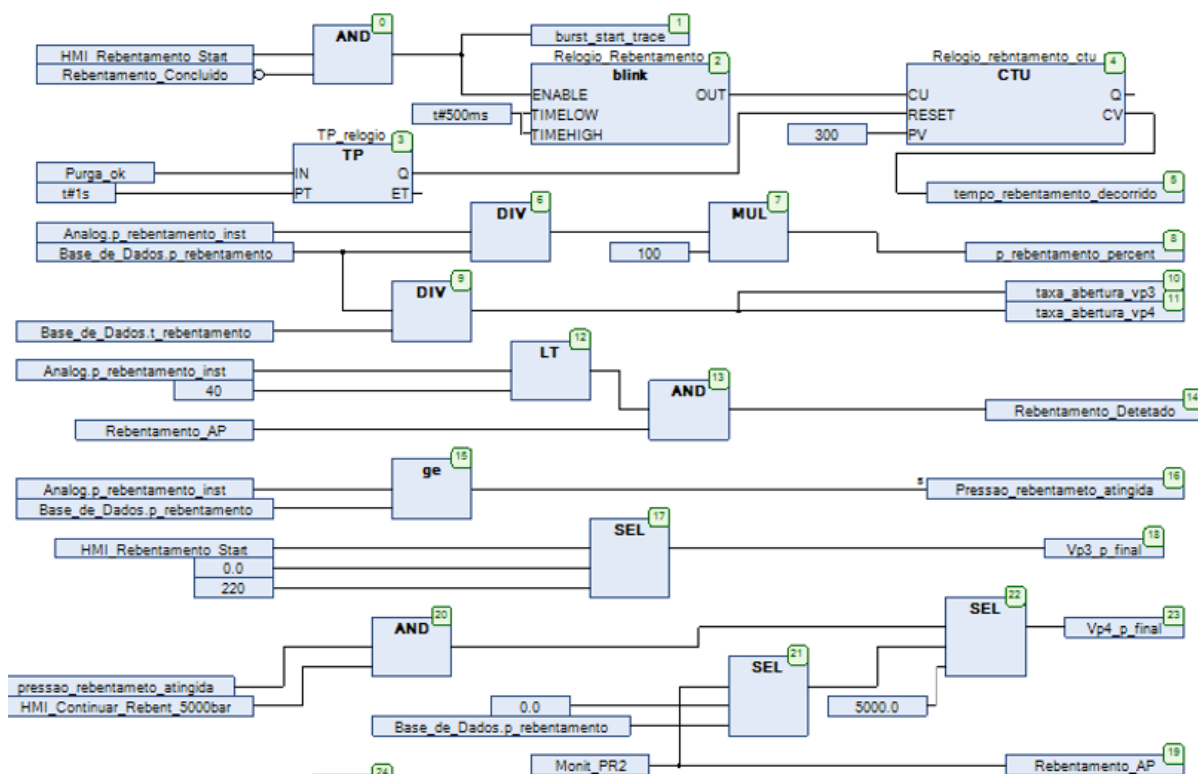 0
AND
HMI_Rebentamento_Start
Rebentamento_Concluido
1
burst_start_trace
Relogio_Rebentamento
2
blink
ENABLE OUT
TIMELOW
TIMEHIGH
t#500ms
Relogio_rebntamento_ctu
4
CTU
CU Q
RESET CV
PV
300
TP_relogio
3
TP
IN Q
PT ET
Purga_ok
t#1s
5
tempo_rebentamento_decorrido
6
DIV
Analog.p_rebentamento_inst
Base_de_Dados.p_rebentamento
7
MUL
100
8
p_rebentamento_percent
9
DIV
Base_de_Dados.t_rebentamento
10
taxa_abertura_vp3
11
taxa_abertura_vp4
12
LT
Analog.p_rebentamento_inst
40
13
AND
Rebentamento_AP
14
Rebentamento_Detetado
15
ge
Analog.p_rebentamento_inst
Base_de_Dados.p_rebentamento
s
16
Pressao_rebentameto_atingida
17
SEL
HMI_Rebentamento_Start
0.0
220
18
Vp3_p_final
20
AND
pressao_rebentameto_atingida
HMI_Continuar_Rebent_5000bar
21
SEL
0.0
Base_de_Dados.p_rebentamento
22
SEL
5000.0
23
Vp4_p_final
Monit_PR2
19
Rebentamento_AP
24